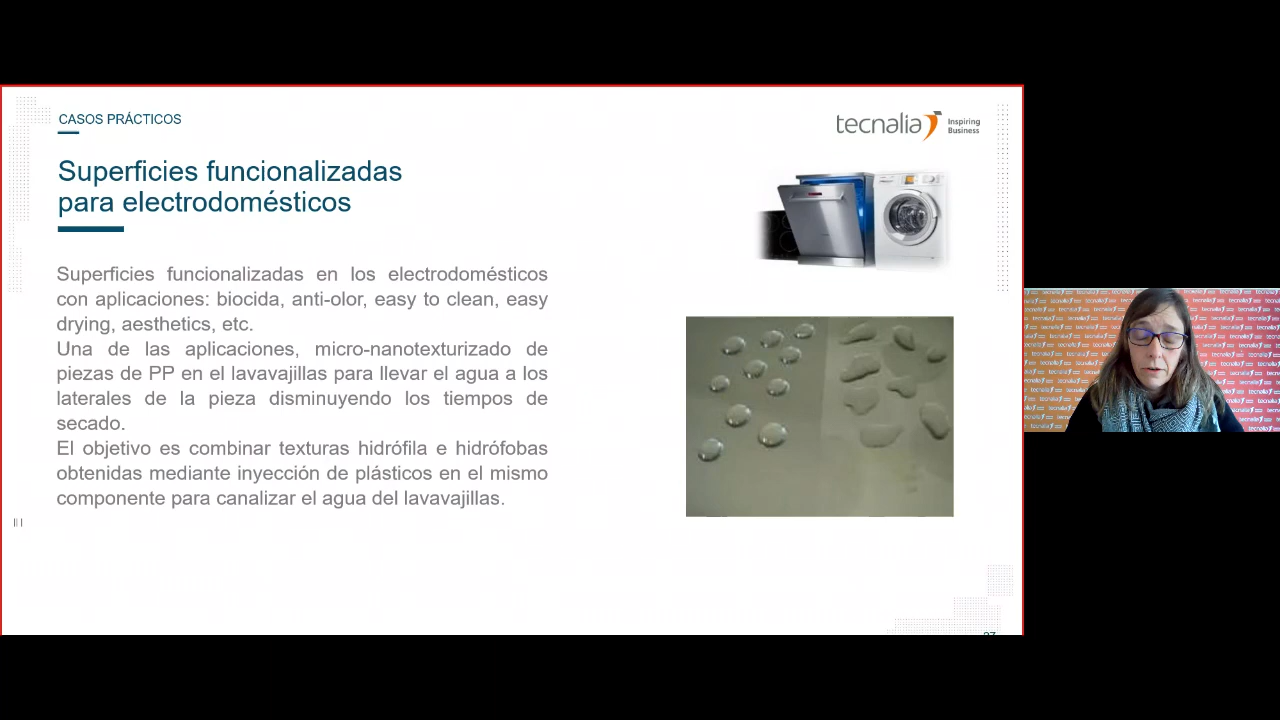 CASOS PRÁCTICOS
tecnalia Inspiring
Business
Superficies funcionalizadas
para electrodomésticos
Superficies funcionalizadas en los electrodomésticos
con aplicaciones: biocida, anti-olor, easy to clean, easy
drying, aesthetics, etc.
Una de las aplicaciones, micro-nanotexturizado de
piezas de PP en el lavavajillas para llevar el agua a los
laterales de la pieza disminuyendo los tiempos de
secado.
El objetivo es combinar texturas hidrófila e hidrófobas
obtenidas mediante inyección de plásticos en el mismo
componente para canalizar el agua del lavavajillas.